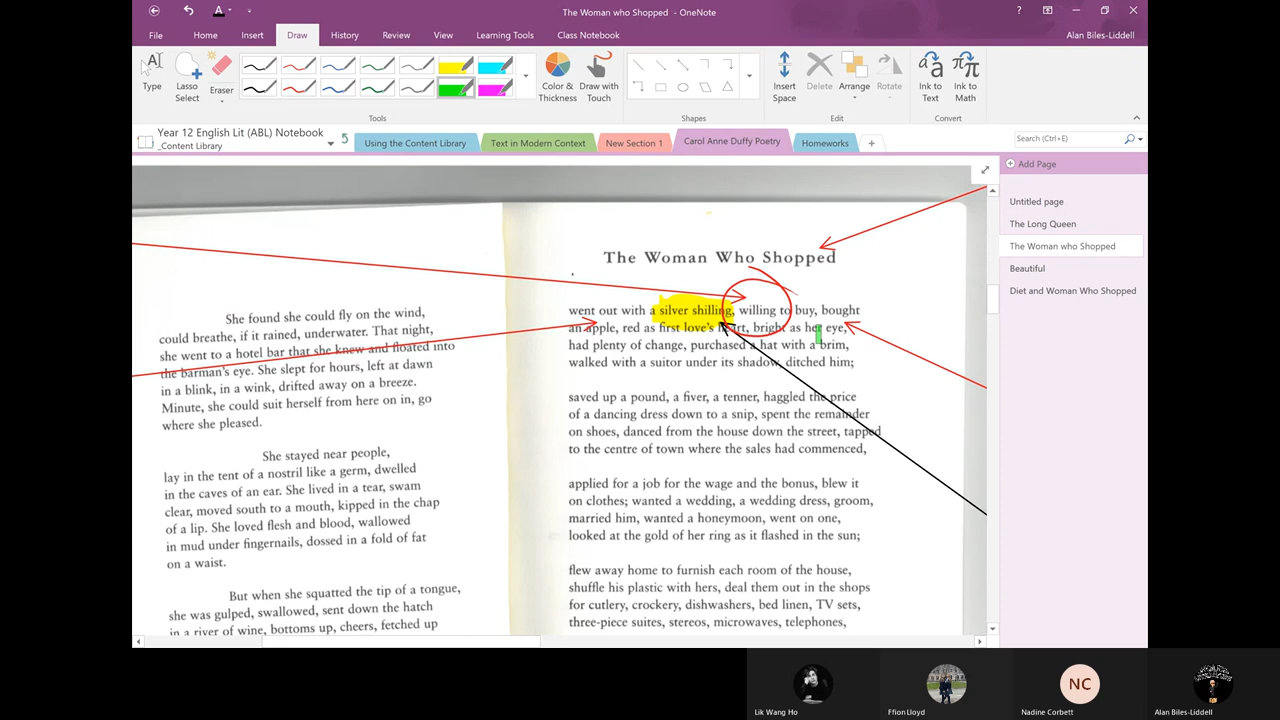 The Woman who Shopped - OneNote
?
File
Home
Insert
Draw
History
Review
View
Learning Tools
Class Notebook
Alan Biles-Liddell
Type
Lasso
Select
Eraser
Color &
Thickness
Draw with
Touch
Insert
Space
Delete
Arrange
Rotate
Ink to
Text
Ink to
Math
Tools
Shapes
Edit
Convert
Year 12 English Lit (ABL) Notebook
_Content Library
Using the Content Library
Text in Modern Context
New Section 1
Carol Anne Duffy Poetry
Homeworks
+
Search (Ctrl+E)
Add Page
Untitled page
The Long Queen
The Woman who Shopped
Beautiful
Diet and Woman Who Shopped
She found she could fly on the wind,
could breathe, if it rained, underwater. That night,
she went to a hotel bar that she knew and floated into
the barman's eye. She slept for hours, left at dawn
in a blink, in a wink, drifted away on a breeze.
Minute, she could suit herself from here on in, go
where she pleased.
She stayed near people,
lay in the tent of a nostril like a germ, dwelled
in the caves of an ear. She lived in a tear, swam
clear, moved south to a mouth, kipped in the chap
of a lip. She loved flesh and blood, wallowed
in mud under fingernails, dossed in a fold of fat
on a waist.
But when she squatted the tip of a tongue,
she was gulped, swallowed, sent down the hatch
in a river of wine, bottoms up, cheers, fetched up
The Woman Who Shopped
went out with a silver shilling, willing to buy, bought
an apple, red as first love's heart, bright as her eye,
had plenty of change, purchased a hat with a brim,
walked with a suitor under its shadow, ditched him;
saved up a pound, a fiver, a tenner, haggled the price
of a dancing dress down to a snip, spent the remainder
on shoes, danced from the house down the street, tapped
to the centre of town where the sales had commenced,
applied for a job for the wage and the bonus, blew it
on clothes; wanted a wedding, a wedding dress, groom,
married him, wanted a honeymoon, went on one,
looked at the gold of her ring as it flashed in the sun;
flew away home to furnish each room of the house,
shuffle his plastic with hers, deal them out in the shops
for cutlery, crockery, dishwashers, bed linen, TV sets,
three-piece suites, stereos, microwaves, telephones,
Lik Wang Ho
Ffion Lloyd
NC
Nadine Corbett
Alan Biles-Liddell